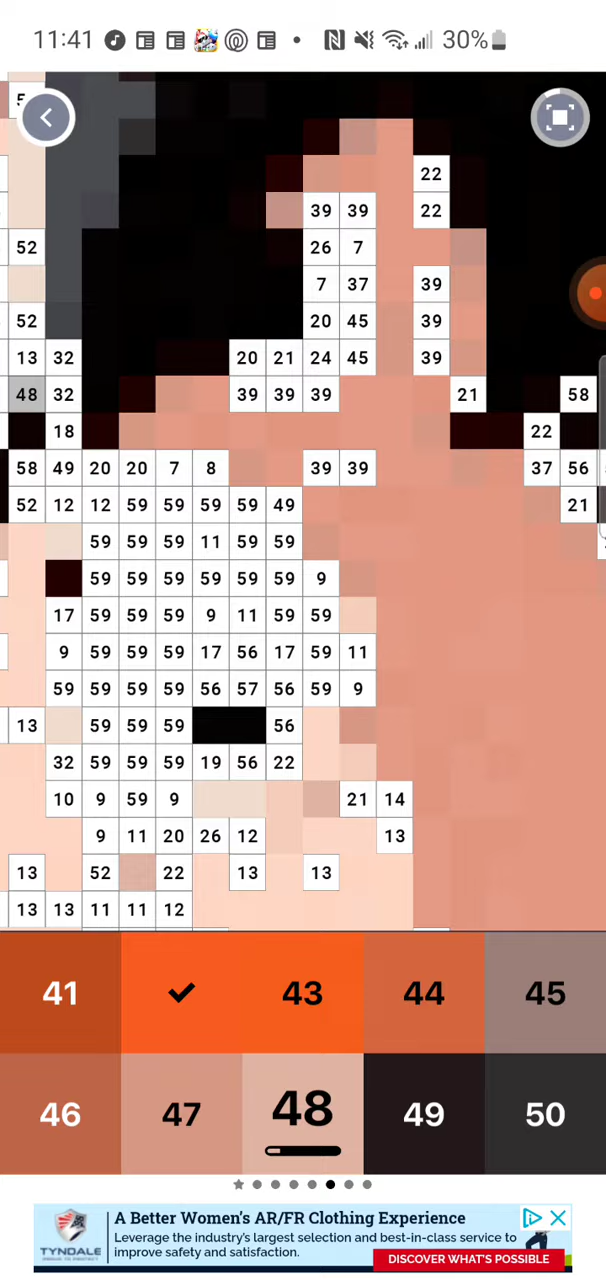 11:41 30%
5
22
39 39 22
52 26 7
7 37 39
52 20 45 39
13 32 20 21 24 45 39
48 32 39 39 39 21 58
18 22
58 49 20 20 7 8 39 39 37 56
52 12 12 59 59 59 59 49 21
59 59 59 11 59 59
59 59 59 59 59 59 9
17 59 59 59 9 11 59 59
9 59 59 59 17 56 17 59 11
59 59 59 59 56 57 56 59 9
13 59 59 59 56
32 59 59 59 19 56 22
10 9 59 9 21 14
9 11 20 26 12 13
13 52 22 13 13
13 13 11 11 12
41 43 44 45
46 47 48 49 50
A Better Women's AR/FR Clothing Experience
Leverage the industry's largest selection and best-in-class service to
improve safety and satisfaction.
TYNDALE
DISCOVER WHAT'S POSSIBLE